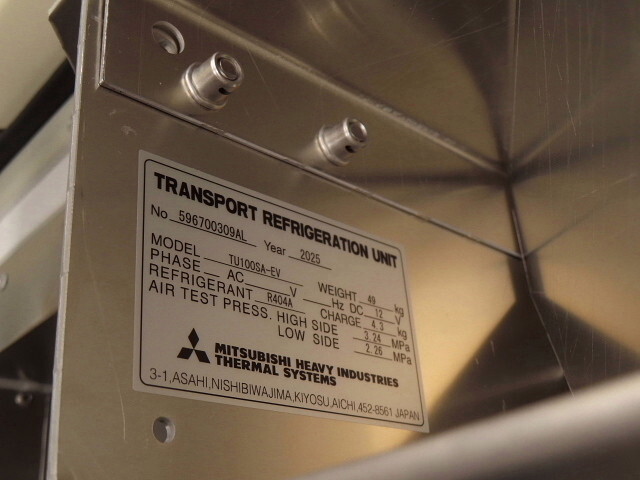 TRANSPORT REFRIGERATION UNIT
No 596700309AL Year 2025
MODEL TU100SA-EV WEIGHT 49 kg
PHASE AC V Hz DC 12 V
REFRIGERANT R404A CHARGE 4.3 kg
AIR TEST PRESS. HIGH SIDE 3.24 MPa
LOW SIDE 2.26 MPa
MITSUBISHI HEAVY INDUSTRIES
THERMAL SYSTEMS
3-1,ASAHI,NISHIBIWAJIMA,KIYOSU,AICHI,452-8561 JAPAN